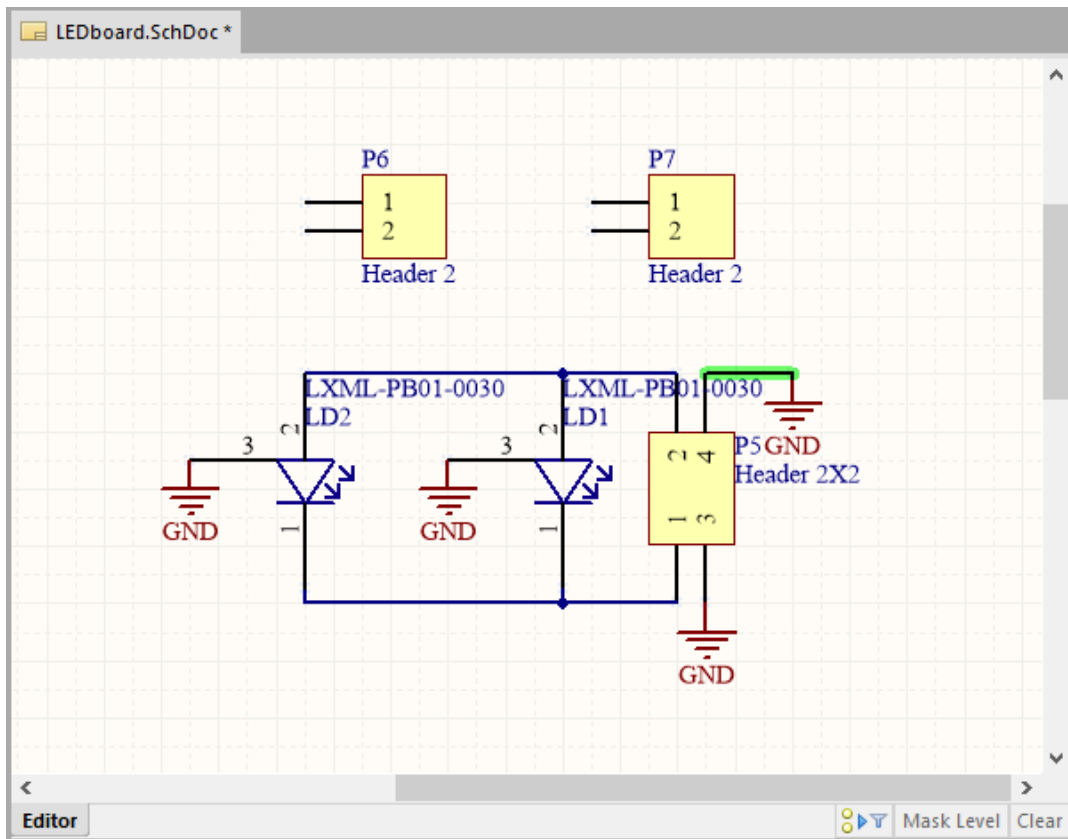 LEDboard.SchDoc *
P6
P7
1
1
2
2
Header 2
Header 2
LXML-PB01-0030
LXML-PB01-0030
LD2
LD1
2
2
3
3
GND
GND
1
1
P5
GND
Header 2X2
2
4
1
3
GND
Editor
Mask Level
Clear